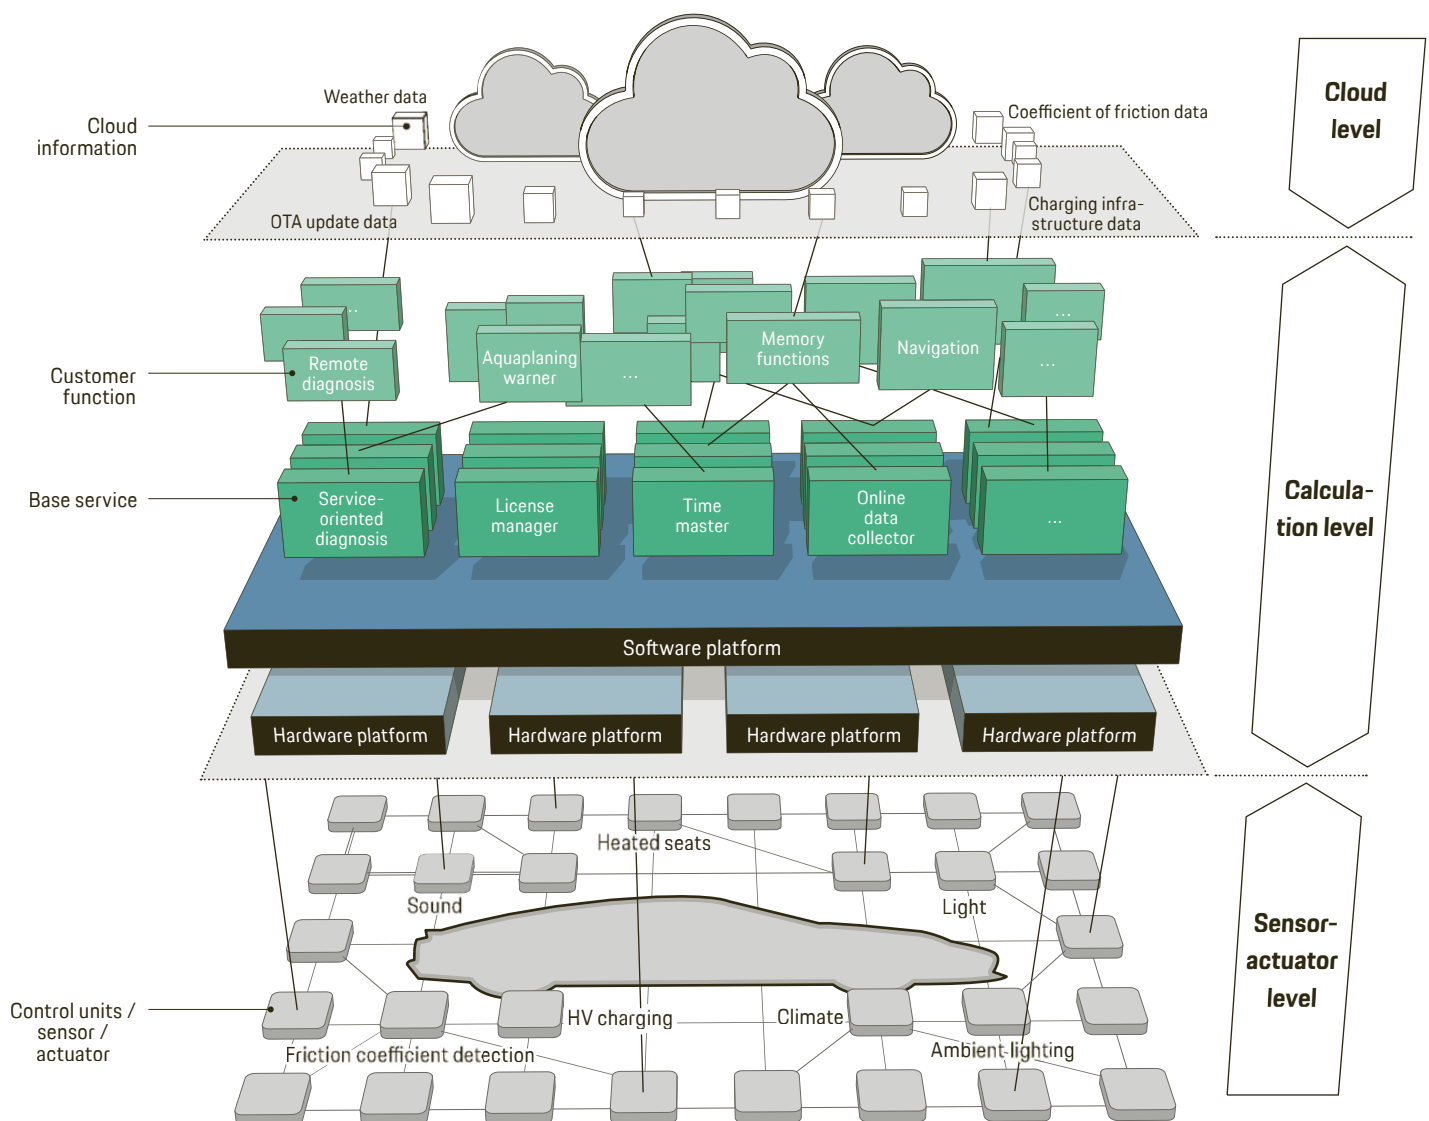 Weather data
Cloud
information
Coefficient of friction data
Cloud
level
OTA update data
Charging infra-
structure data
..
...
Remote
diagnosis
Aquaplaning
warner
...
Memory
functions
Navigation
...
Customer
function
Base service
Service-
oriented
diagnosis
License
manager
Time
master
Online
data
collector
...
Calcula-
tion level
Software platform
Hardware platform
Hardware platform
Hardware platform
Hardware platform
Heated seats
Sound
Light
Sensor-
actuator
level
Control units /
sensor /
actuator
HV charging
Climate
Friction coefficient detection
Ambient lighting